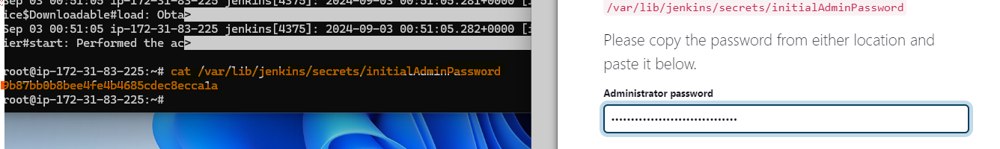 Sep 03 00:51:05 ip-172-31-83-225 jenkins[4375]: 2024-09-03 00:51:05.281+0000 [i
ice$Downloadable#load: Obta>
Sep 03 00:51:05 ip-172-31-83-225 jenkins[4375]: 2024-09-03 00:51:05.282+0000 [i
ier#start: Performed the ac>
root@ip-172-31-83-225:~# cat /var/lib/jenkins/secrets/initialAdminPassword
9b87bb0b8bee4fe4b4685cdec8ecca1a
root@ip-172-31-83-225:~#
/var/lib/jenkins/secrets/initialAdminPassword
Please copy the password from either location and
paste it below.
Administrator password